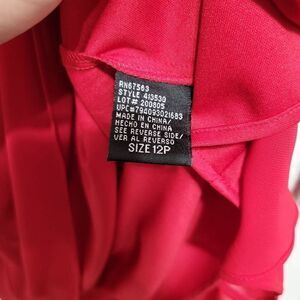 RN67563
STYLE 413530
LOT# 200805
UPC#794093021683
MADE IN CHINA/
HECHO EN CHINA
SEE REVERSE SIDE/
VER AL REVERSO
SIZE 12P